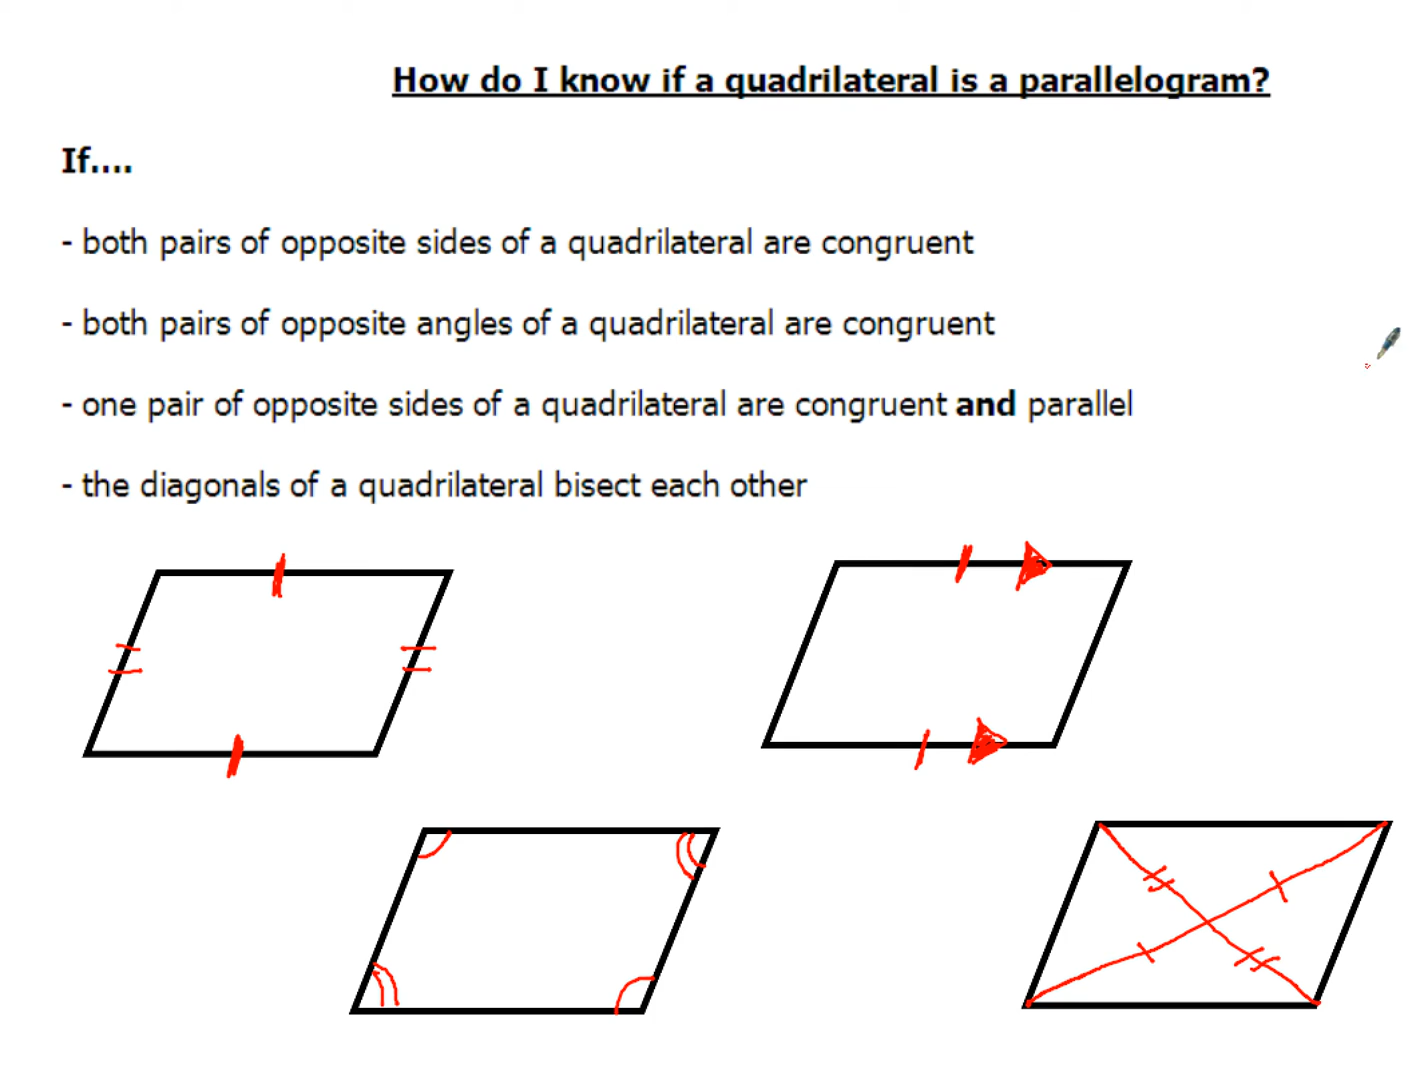 How do I know if a quadrilateral is a parallelogram?
If....
- both pairs of opposite sides of a quadrilateral are congruent
- both pairs of opposite angles of a quadrilateral are congruent
- one pair of opposite sides of a quadrilateral are congruent and parallel
- the diagonals of a quadrilateral bisect each other